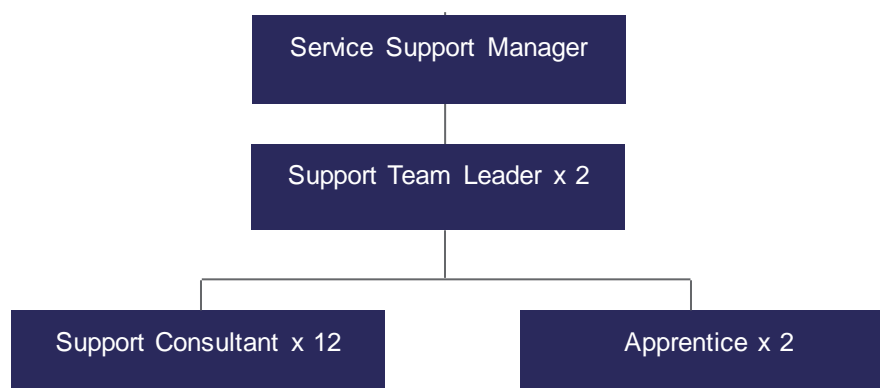 Service Support Manager
Support Team Leader x 2
Support Consultant x 12
Apprentice x 2